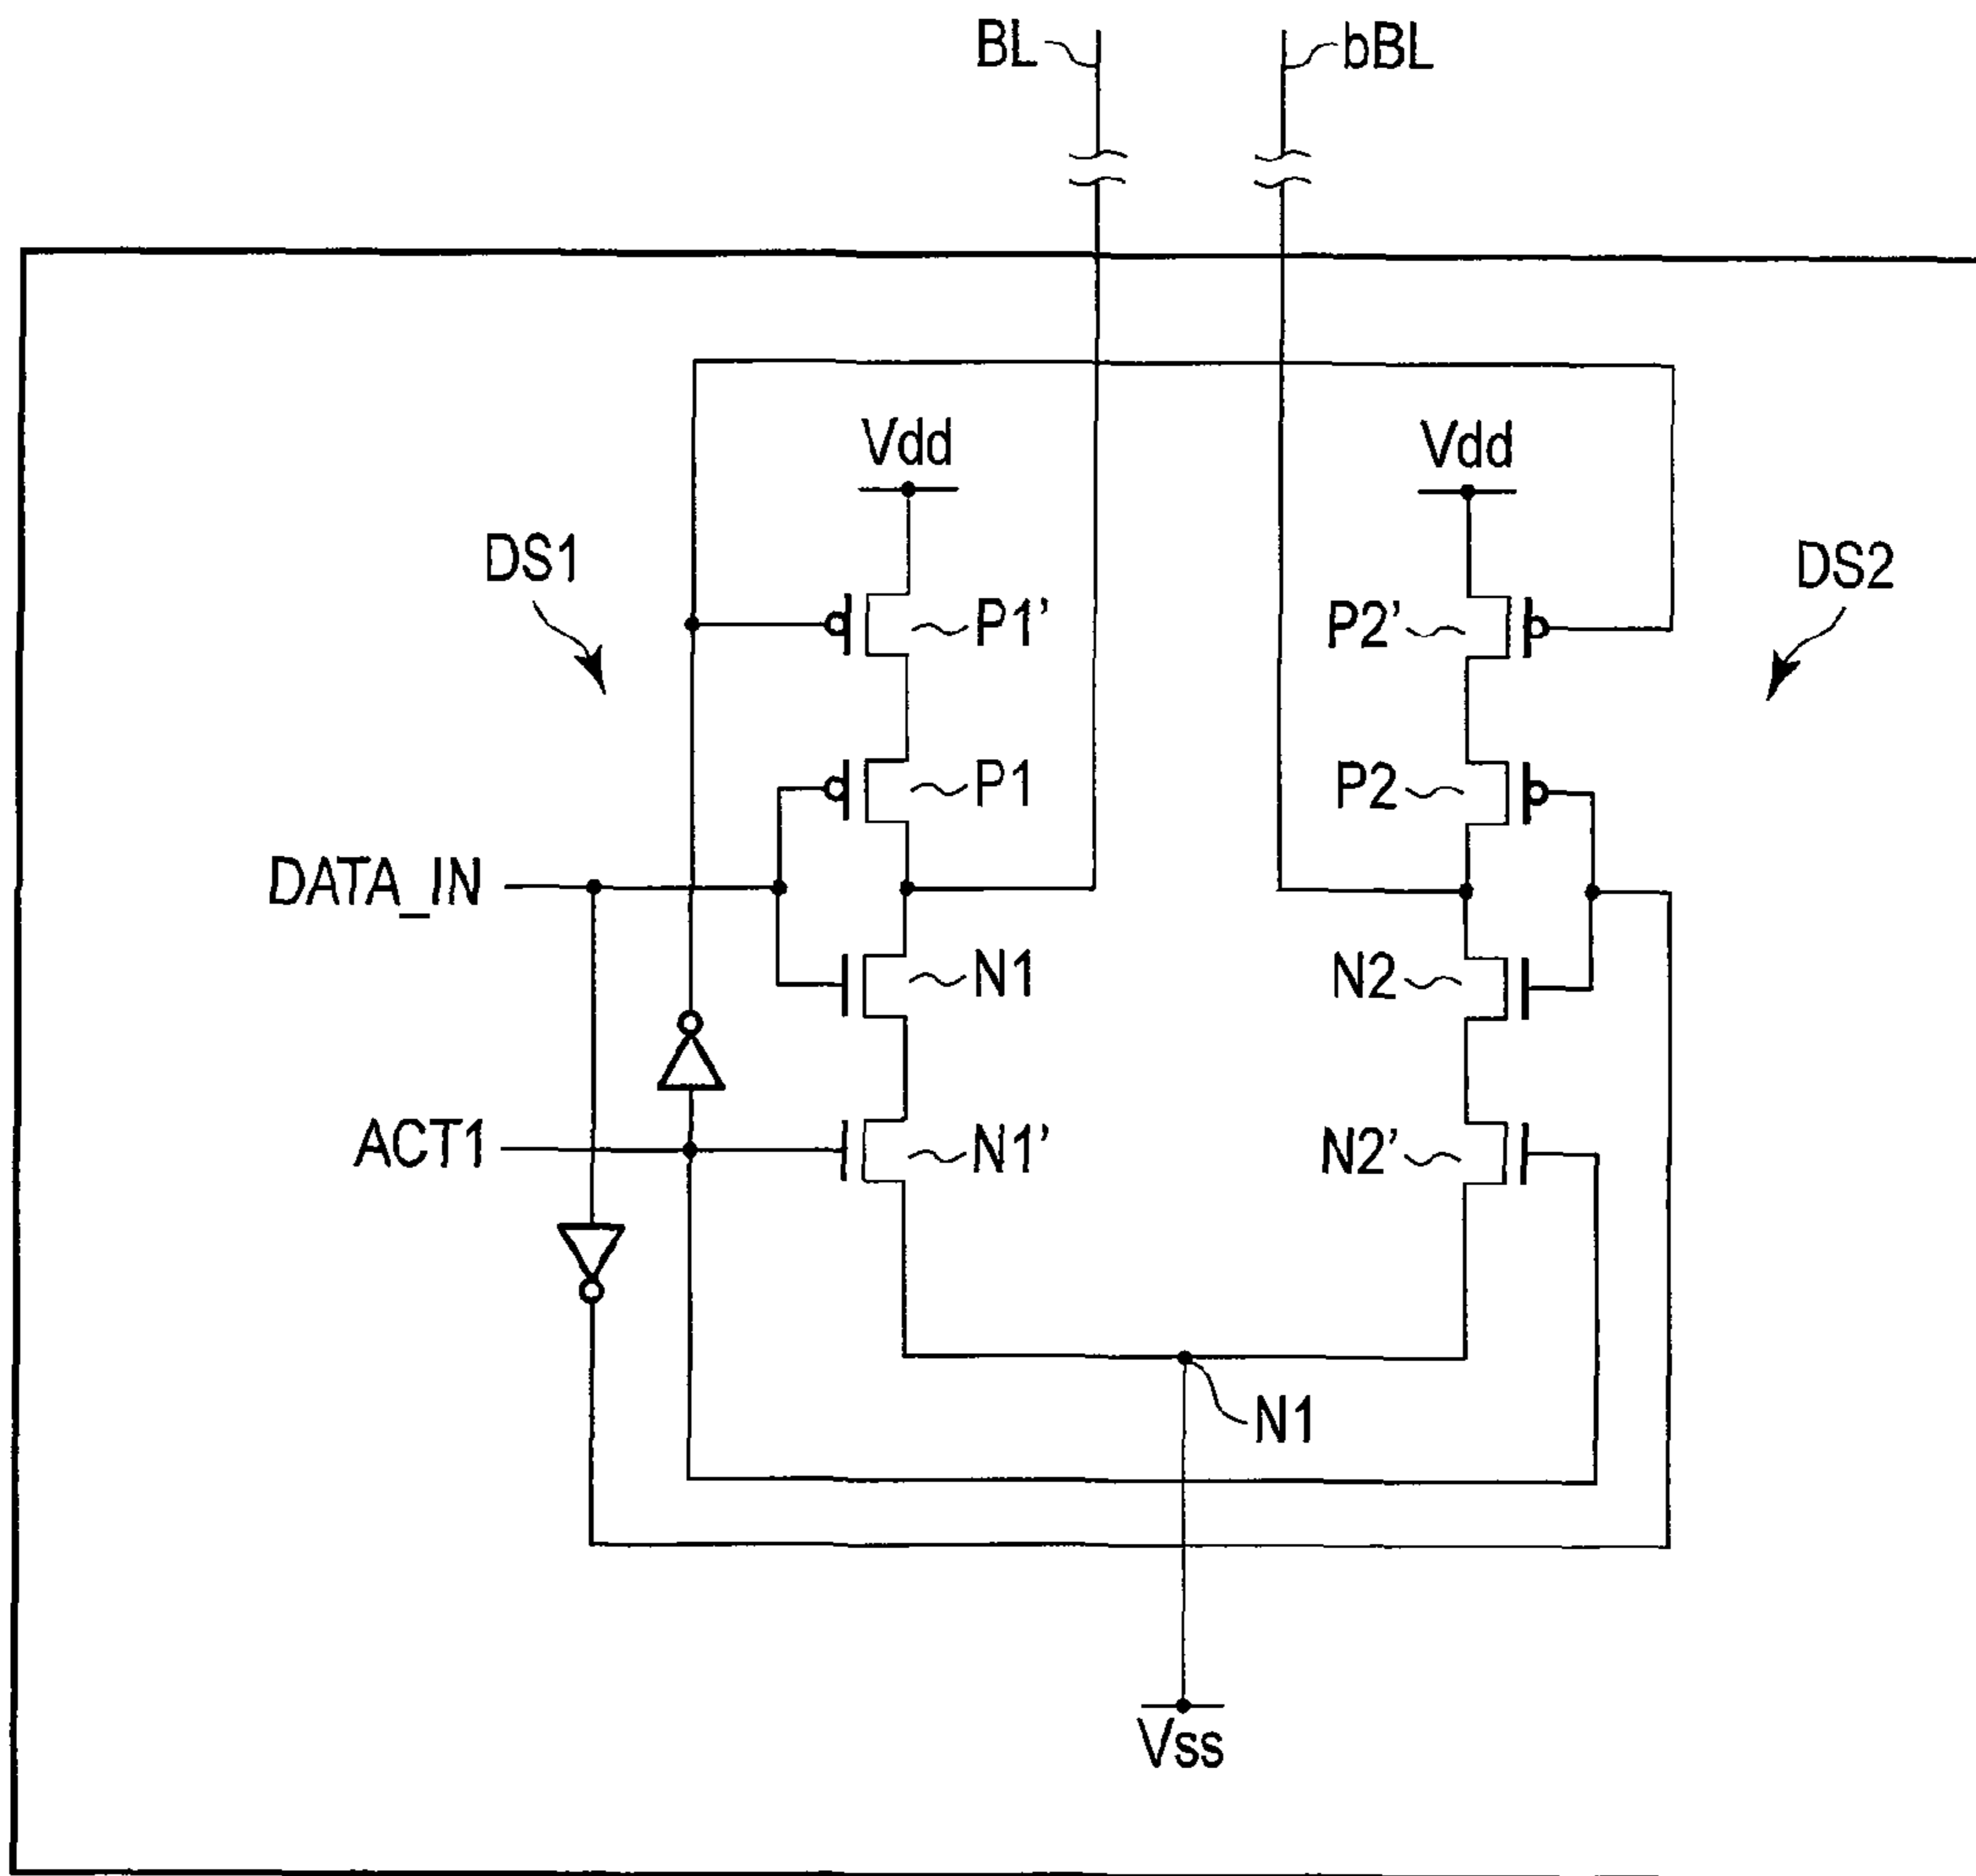 BL
bBL
Vdd
Vdd
DS1
DS2
P1'
P2'
P1
P2
DATA_IN
N1
N2
ACT1
N1'
N2'
N1
Vss